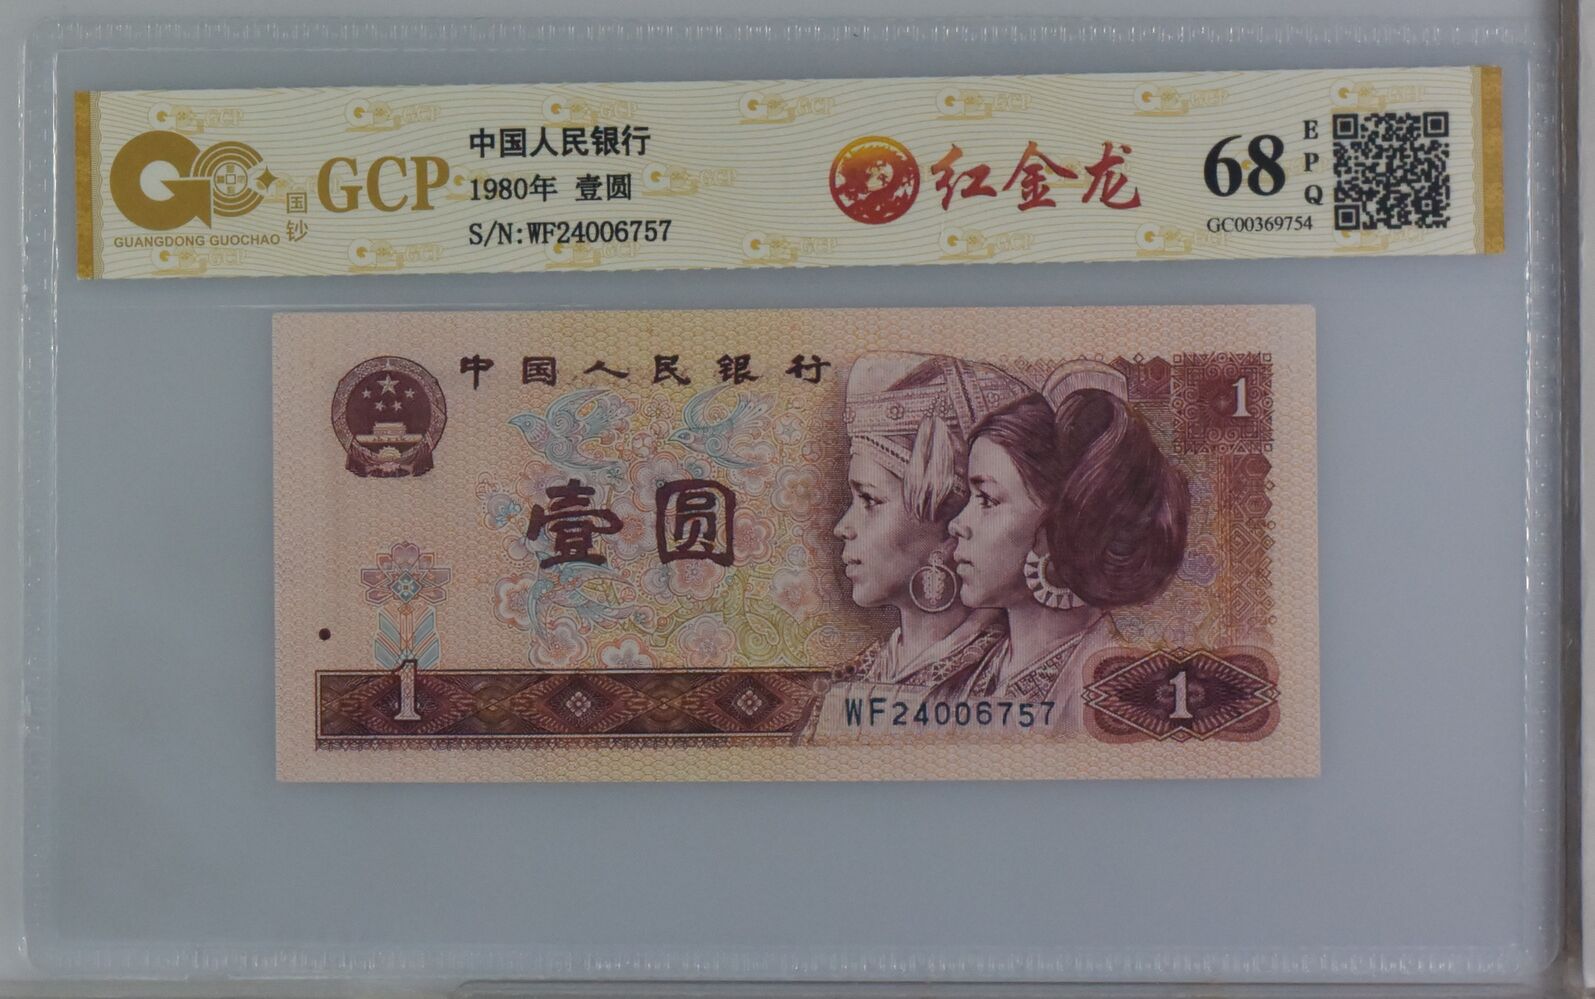 GCP
国钞
GUANGDONG GUOCHAO
中国人民银行
1980年 壹圆
S/N:WF24006757
红金龙
68
EPQ
GC00369754
中国人民银行
1
壹圆
1
WF24006757
1